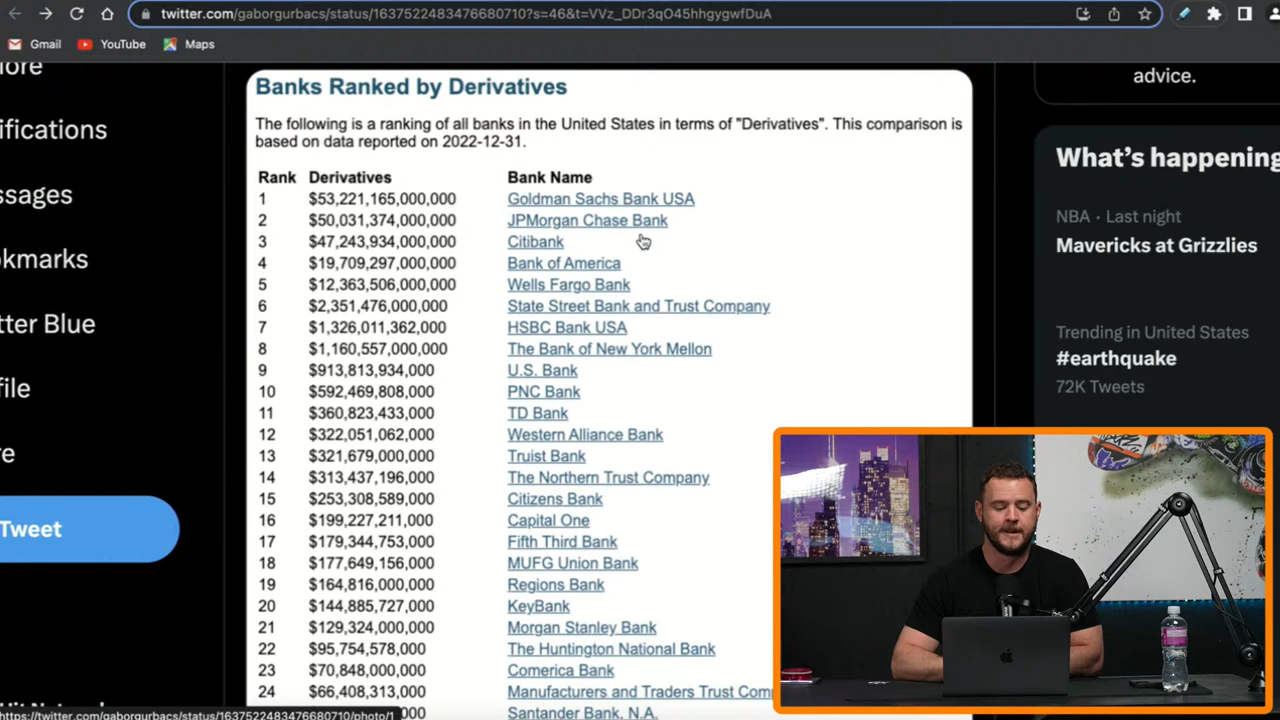 twitter.com/gaborgurbacs/status/1637522483476680710?s=46&t=VVz_DDr3qO45hhgygwfDuA
Gmail YouTube Maps
ore
ifications
ssages
kmarks
tter Blue
file
re
Tweet
Banks Ranked by Derivatives
The following is a ranking of all banks in the United States in terms of "Derivatives". This comparison is
based on data reported on 2022-12-31.
Rank Derivatives Bank Name
1 $53,221,165,000,000 Goldman Sachs Bank USA
2 $50,031,374,000,000 JPMorgan Chase Bank
3 $47,243,934,000,000 Citibank
4 $19,709,297,000,000 Bank of America
5 $12,363,506,000,000 Wells Fargo Bank
6 $2,351,476,000,000 State Street Bank and Trust Company
7 $1,326,011,362,000 HSBC Bank USA
8 $1,160,557,000,000 The Bank of New York Mellon
9 $913,813,934,000 U.S. Bank
10 $592,469,808,000 PNC Bank
11 $360,823,433,000 TD Bank
12 $322,051,062,000 Western Alliance Bank
13 $321,679,000,000 Truist Bank
14 $313,437,196,000 The Northern Trust Company
15 $253,308,589,000 Citizens Bank
16 $199,227,211,000 Capital One
17 $179,344,753,000 Fifth Third Bank
18 $177,649,156,000 MUFG Union Bank
19 $164,816,000,000 Regions Bank
20 $144,885,727,000 KeyBank
21 $129,324,000,000 Morgan Stanley Bank
22 $95,754,578,000 The Huntington National Bank
23 $70,848,000,000 Comerica Bank
24 $66,408,313,000 Manufacturers and Traders Trust Com
000 Santander Bank, N.A.
https://twitter.com/gaborgurbacs/status/1637522483476680710/photo/1
advice.
What's happening
NBA · Last night
Mavericks at Grizzlies
Trending in United States
#earthquake
72K Tweets